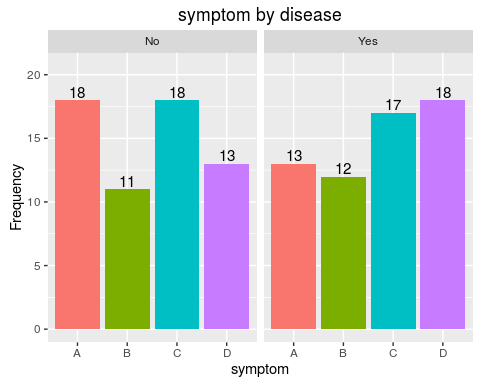 symptom by disease
No Yes
20
15
10
5
0
Frequency
18 11 18 13
13 12 17 18
A B C D A B C D
symptom